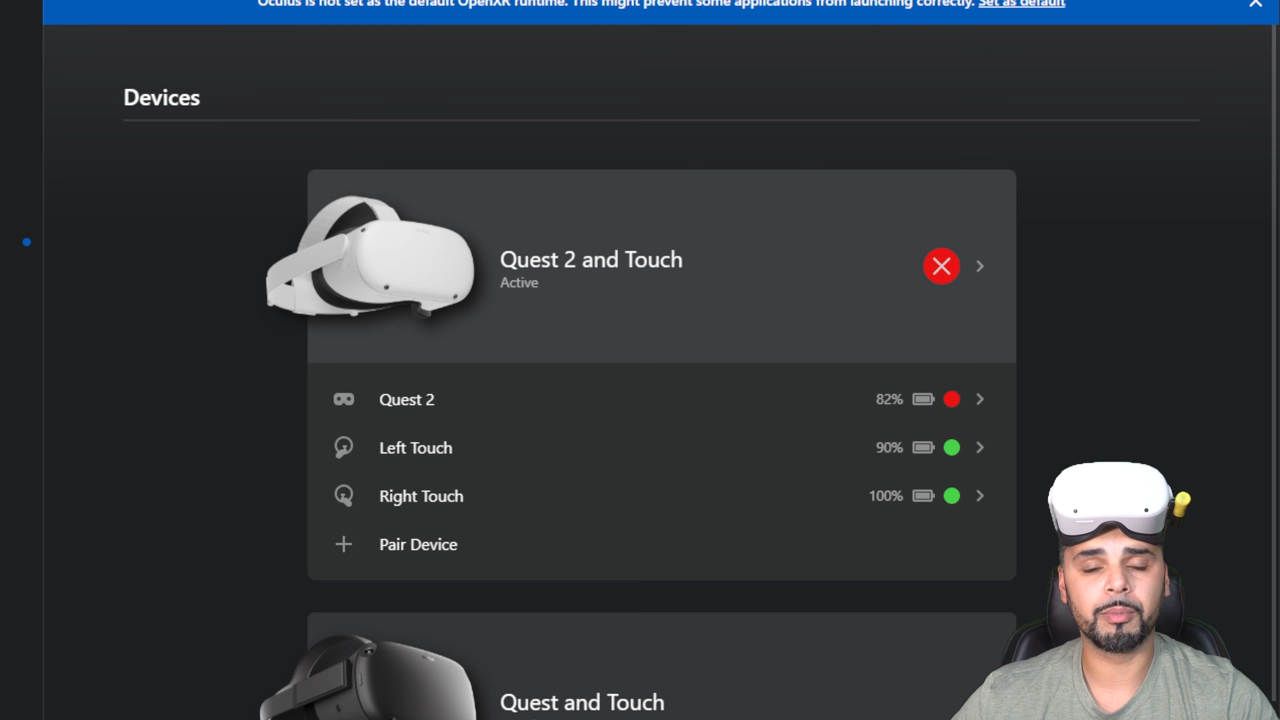 Oculus is not set as the default OpenXR runtime. This might prevent some applications from launching correctly. Set as default
Devices
Quest 2 and Touch
Active
Quest 2 82%
Left Touch 90%
Right Touch 100%
Pair Device
Quest and Touch